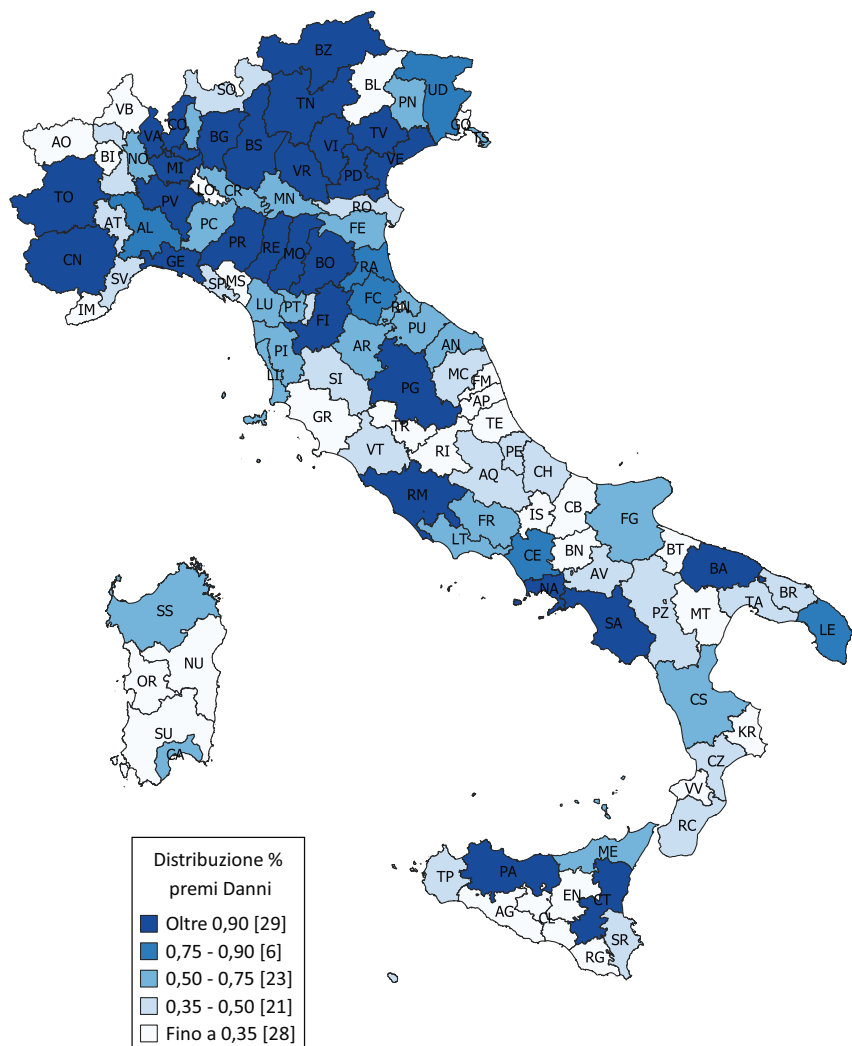 BZ
BL
UD
SO
TN
PN
VB
CO
GO
TS
AO
VA
BG
BS
VI
TV
VE
BI
NO
MI
VR
PD
TO
PV
LO
CR
MN
RO
AT
AL
PC
FE
CN
GE
PR
RE
MO
BO
RA
SV
SP
MS
FC
IM
LU
PT
RN
FI
PU
PI
AR
AN
LI
SI
MC
PG
FM
AP
GR
TR
TE
VT
RI
PE
CH
AQ
RM
IS
CB
FR
FG
LT
CE
BN
BT
NA
AV
BA
SA
PZ
MT
TA
BR
LE
SS
NU
OR
SU
CA
CS
KR
CZ
VV
RC
ME
TP
PA
EN
CT
AG
CL
SR
RG
Distribuzione %
premi Danni
Oltre 0,90 [29]
0,75 - 0,90 [6]
0,50 - 0,75 [23]
0,35 - 0,50 [21]
Fino a 0,35 [28]